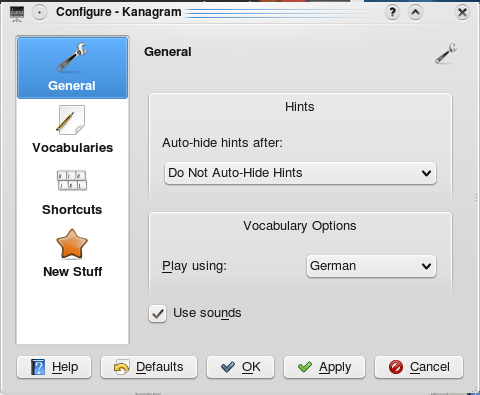 Configure - Kanagram
General
Vocabularies
Shortcuts
New Stuff
General
Hints
Auto-hide hints after:
Do Not Auto-Hide Hints
Vocabulary Options
Play using:
German
Use sounds
Help
Defaults
OK
Apply
Cancel